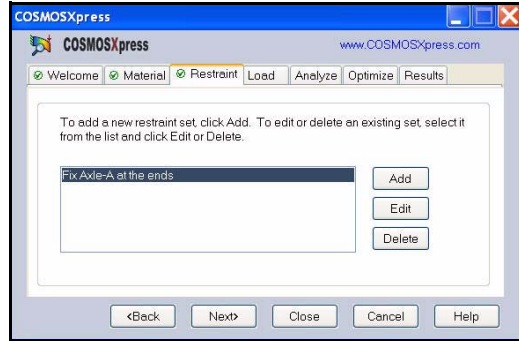 COSMOSXpress
COSMOSXpress www.COSMOSXpress.com
Welcome Material Restraint Load Analyze Optimize Results
To add a new restraint set, click Add. To edit or delete an existing set, select it
from the list and click Edit or Delete.
Fix Axle-A at the ends
Add
Edit
Delete
<Back Next> Close Cancel Help